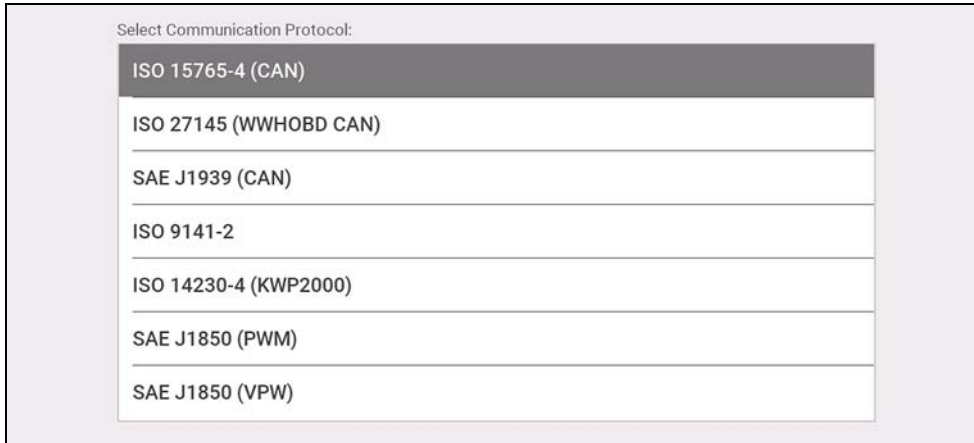 Select Communication Protocol:
ISO 15765-4 (CAN)
ISO 27145 (WWHOBD CAN)
SAE J1939 (CAN)
ISO 9141-2
ISO 14230-4 (KWP2000)
SAE J1850 (PWM)
SAE J1850 (VPW)